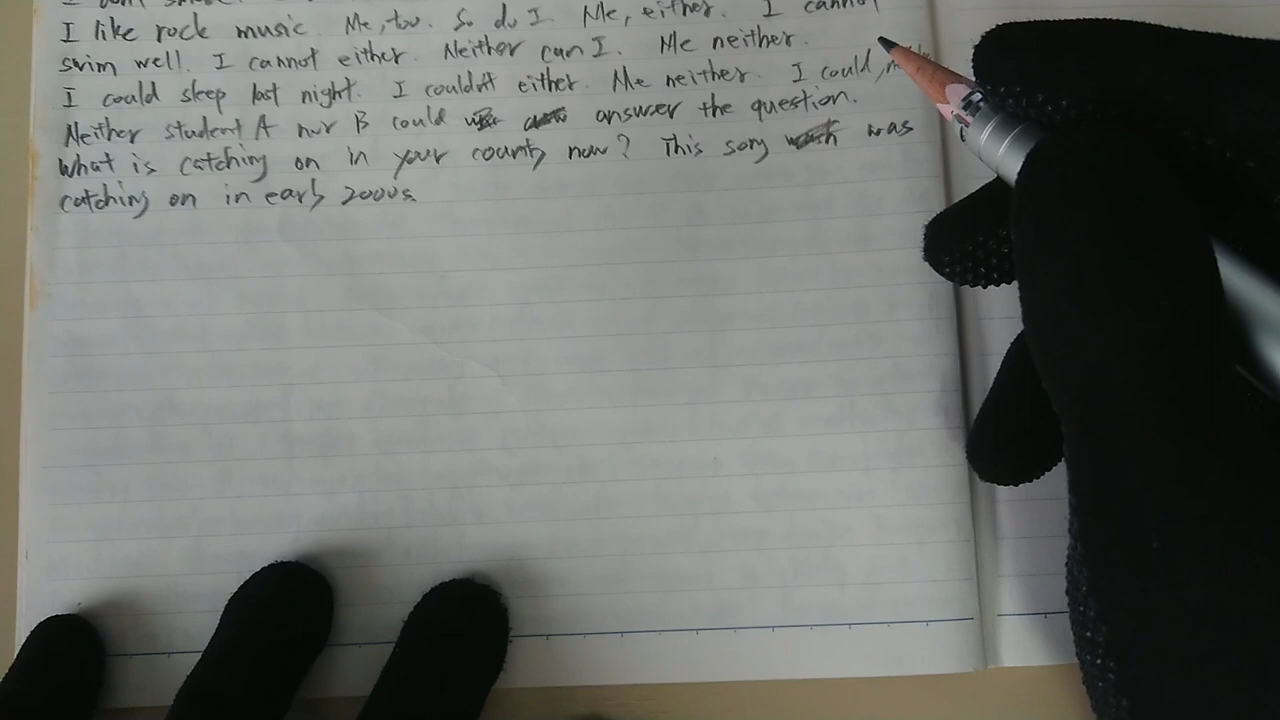 I like rock music. Me, too. So do I. Me, either. I cannot
swim well. I cannot either. Neither can I. Me neither.
I could sleep last night. I couldn't either. Me neither. I could,
Neither student A nor B could answer the question.
What is catching on in your county now? This song was
catching on in early 2000s.